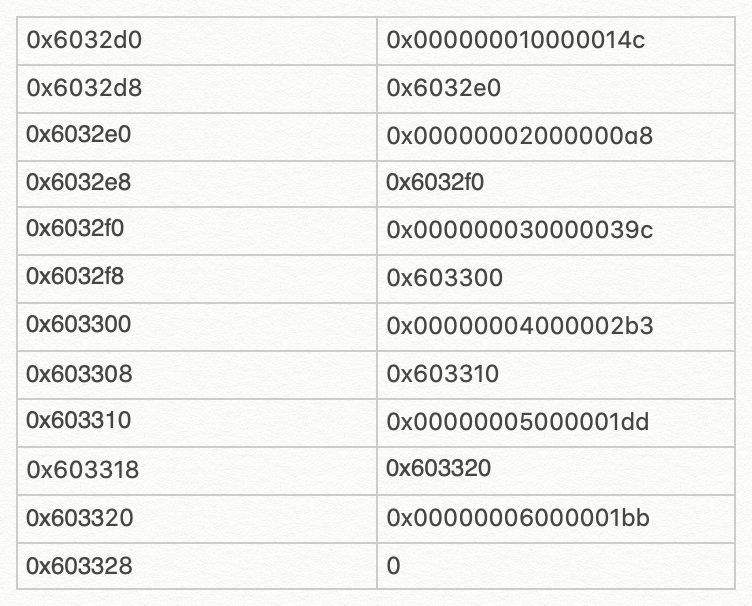 0x6032d0 0x000000010000014c
0x6032d8 0x6032e0
0x6032e0 0x00000002000000a8
0x6032e8 0x6032f0
0x6032f0 0x000000030000039c
0x6032f8 0x603300
0x603300 0x00000004000002b3
0x603308 0x603310
0x603310 0x00000005000001dd
0x603318 0x603320
0x603320 0x00000006000001bb
0x603328 0